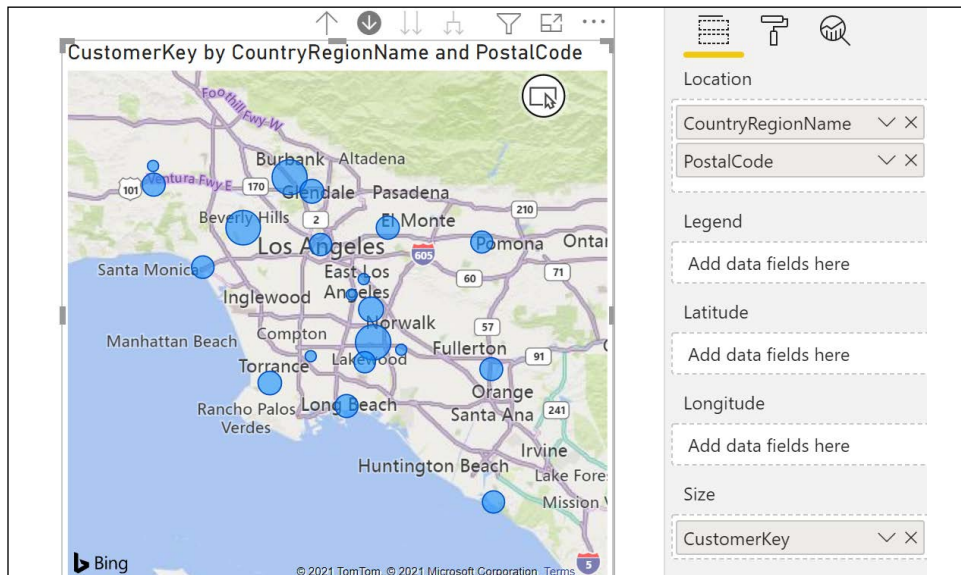 CustomerKey by CountryRegionName and PostalCode
Foothill Fwy W
Burbank
Altadena
101
Ventura Fwy E
170
Glendale
Pasadena
210
Beverly Hills
2
El Monte
Los Angeles
605
Pomona
Ontar
Santa Monica
East Los
Angeles
60
71
Inglewood
Norwalk
57
Manhattan Beach
Compton
Fullerton
91
Lakewood
Torrance
Orange
Rancho Palos
Verdes
Long Beach
Santa Ana
241
Irvine
Huntington Beach
Lake Fores
Mission V
Bing
© 2021 TomTom, © 2021 Microsoft Corporation Terms
5
Location
CountryRegionName
PostalCode
Legend
Add data fields here
Latitude
Add data fields here
Longitude
Add data fields here
Size
CustomerKey